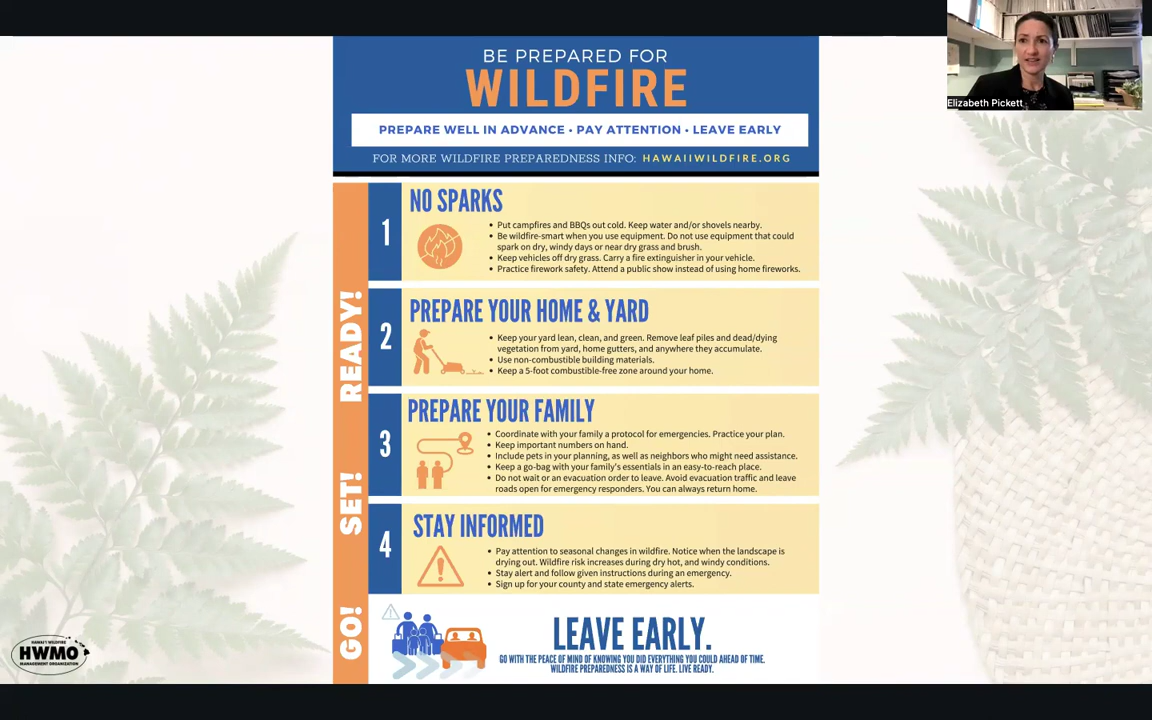 BE PREPARED FOR
WILDFIRE
PREPARE WELL IN ADVANCE • PAY ATTENTION • LEAVE EARLY
FOR MORE WILDFIRE PREPAREDNESS INFO: HAWAIIWILDFIRE.ORG
Elizabeth Pickett
READY!
SET!
GO!
1
NO SPARKS
• Put campfires and BBQs out cold. Keep water and/or shovels nearby.
• Be wildfire-smart when you use equipment. Do not use equipment that could
spark on dry, windy days or near dry grass and brush.
• Keep vehicles off dry grass. Carry a fire extinguisher in your vehicle.
• Practice firework safety. Attend a public show instead of using home fireworks.
2
PREPARE YOUR HOME & YARD
• Keep your yard lean, clean, and green. Remove leaf piles and dead/dying
vegetation from yard, home gutters, and anywhere they accumulate.
• Use non-combustible building materials.
• Keep a 5-foot combustible-free zone around your home.
3
PREPARE YOUR FAMILY
• Coordinate with your family a protocol for emergencies. Practice your plan.
• Keep important numbers on hand.
• Include pets in your planning, as well as neighbors who might need assistance.
• Keep a go-bag with your family's essentials in an easy-to-reach place.
• Do not wait or an evacuation order to leave. Avoid evacuation traffic and leave
roads open for emergency responders. You can always return home.
4
STAY INFORMED
• Pay attention to seasonal changes in wildfire. Notice when the landscape is
drying out. Wildfire risk increases during dry hot, and windy conditions.
• Stay alert and follow given instructions during an emergency.
• Sign up for your county and state emergency alerts.
LEAVE EARLY.
GO WITH THE PEACE OF MIND OF KNOWING YOU DID EVERYTHING YOU COULD AHEAD OF TIME.
WILDFIRE PREPAREDNESS IS A WAY OF LIFE. LIVE READY.
HAWAI'I WILDFIRE
HWMO
MANAGEMENT ORGANIZATION